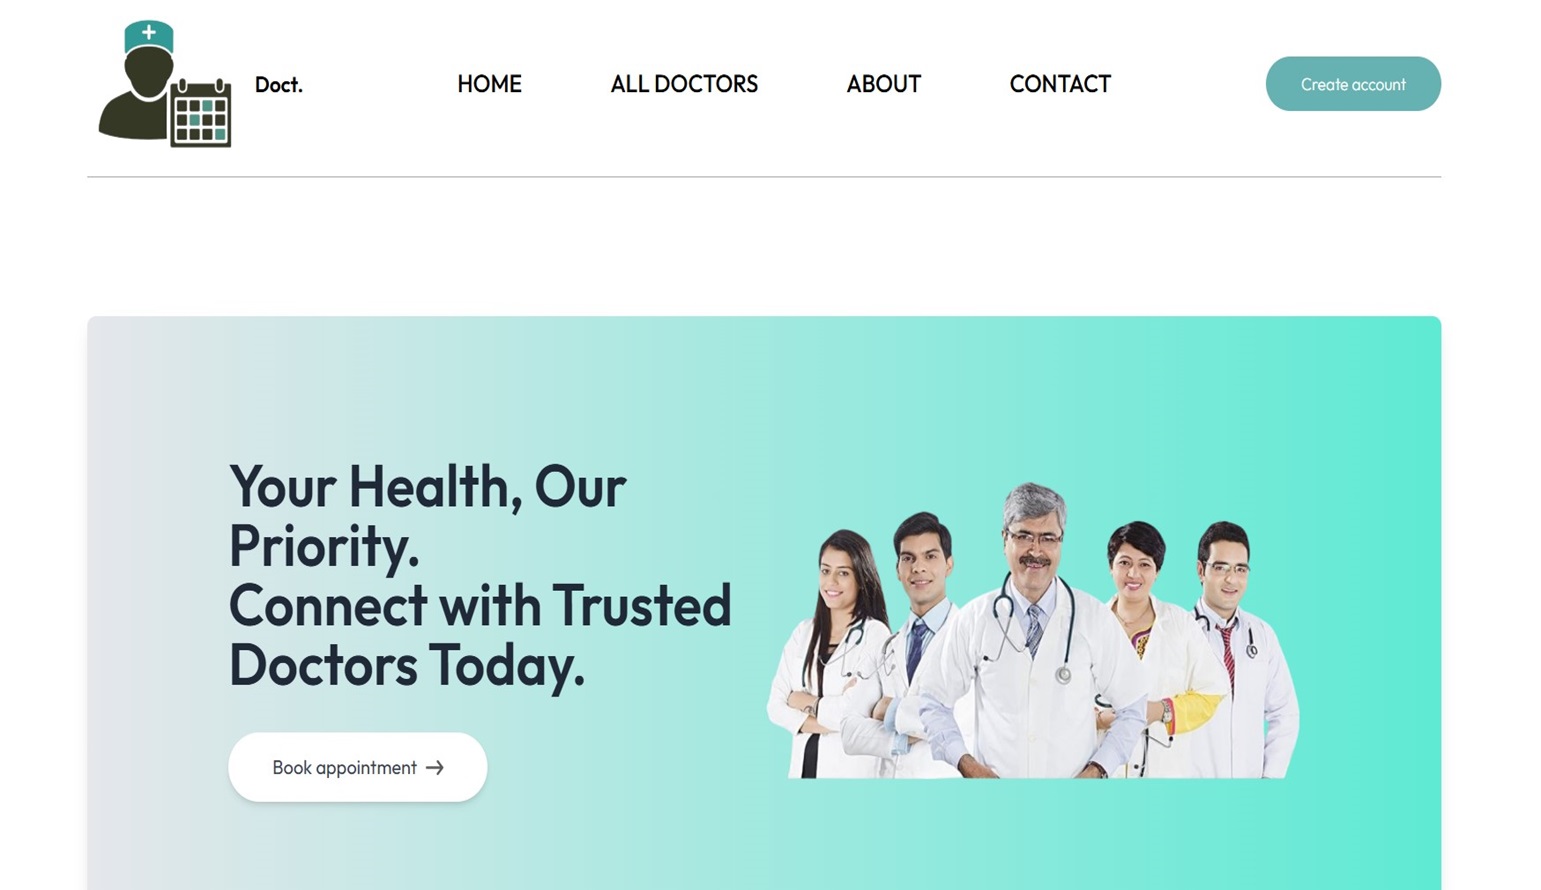 Doct.
HOME
ALL DOCTORS
ABOUT
CONTACT
Create account
Your Health, Our
Priority.
Connect with Trusted
Doctors Today.
Book appointment →